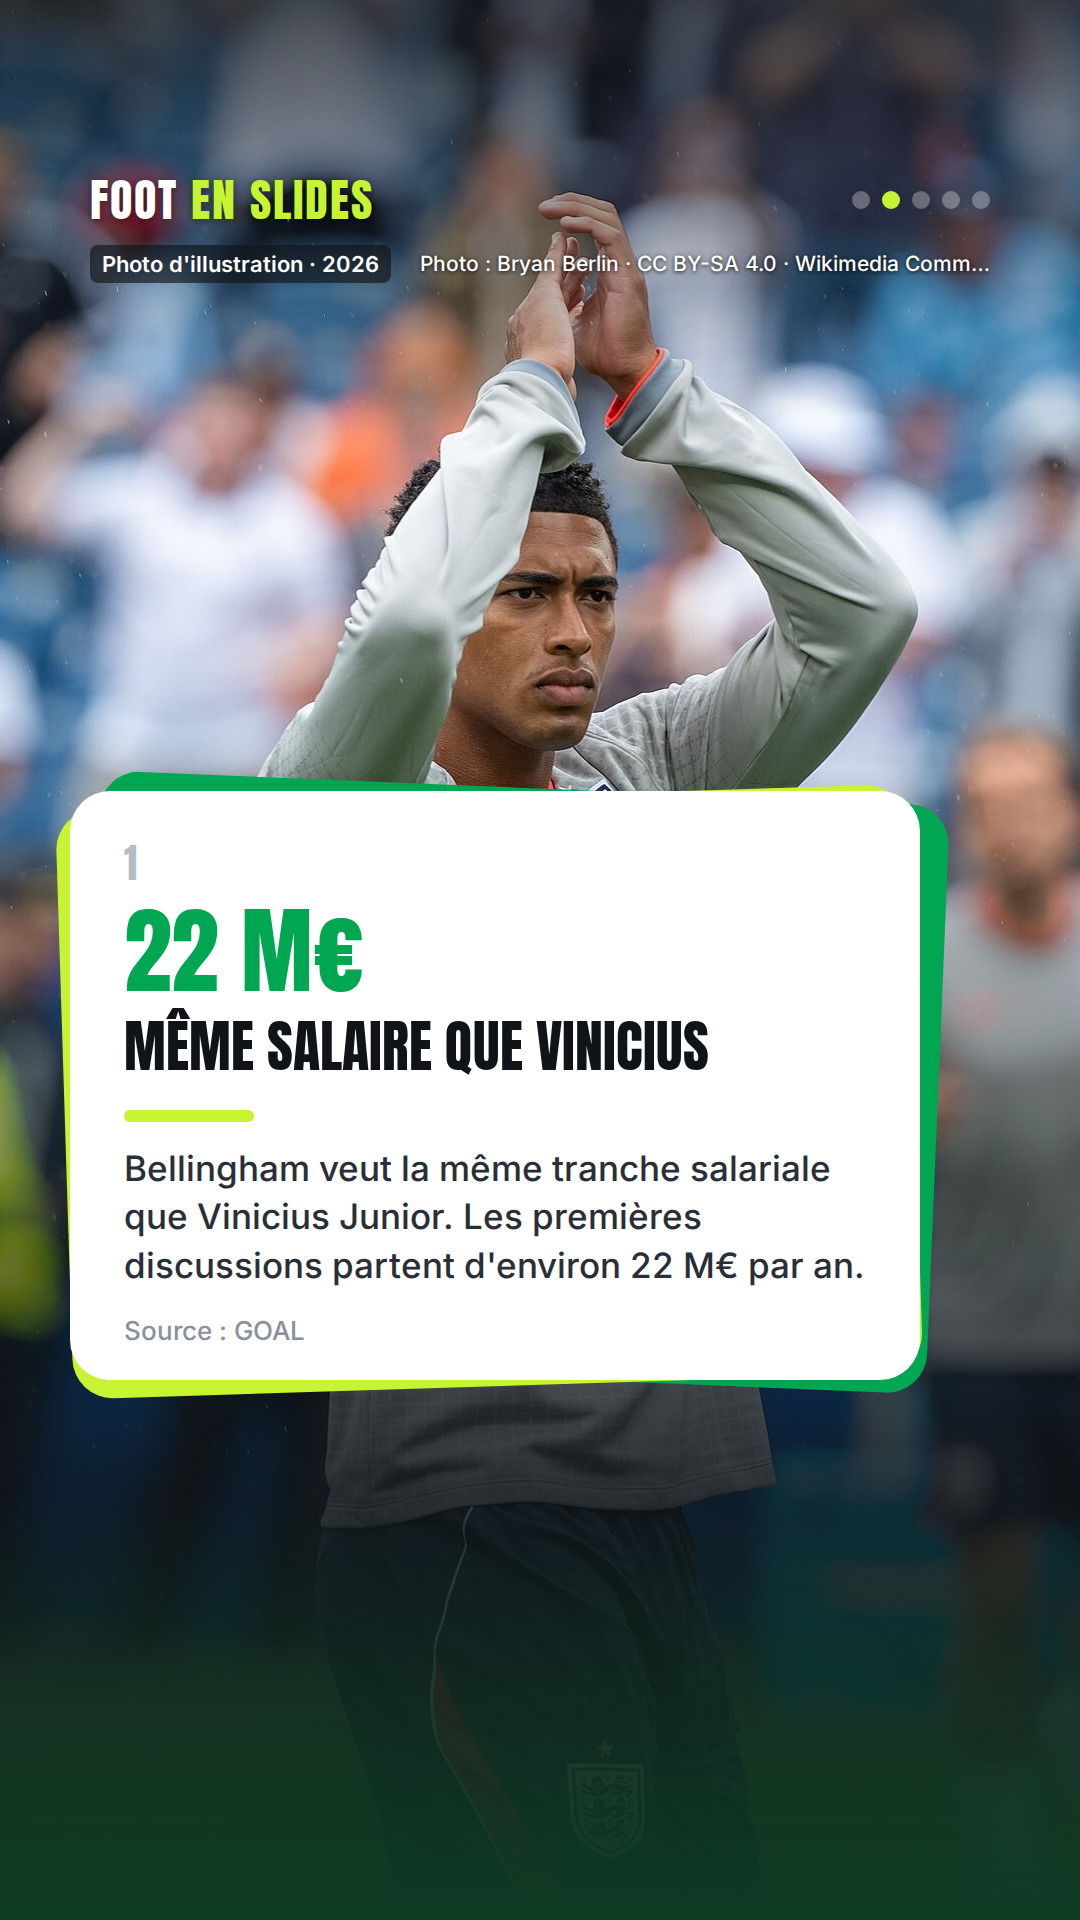 FOOT EN SLIDES
Photo d'illustration · 2026
Photo : Bryan Berlin · CC BY-SA 4.0 · Wikimedia Comm...
1
22 M€
MÊME SALAIRE QUE VINICIUS
Bellingham veut la même tranche salariale
que Vinicius Junior. Les premières
discussions partent d'environ 22 M€ par an.
Source : GOAL